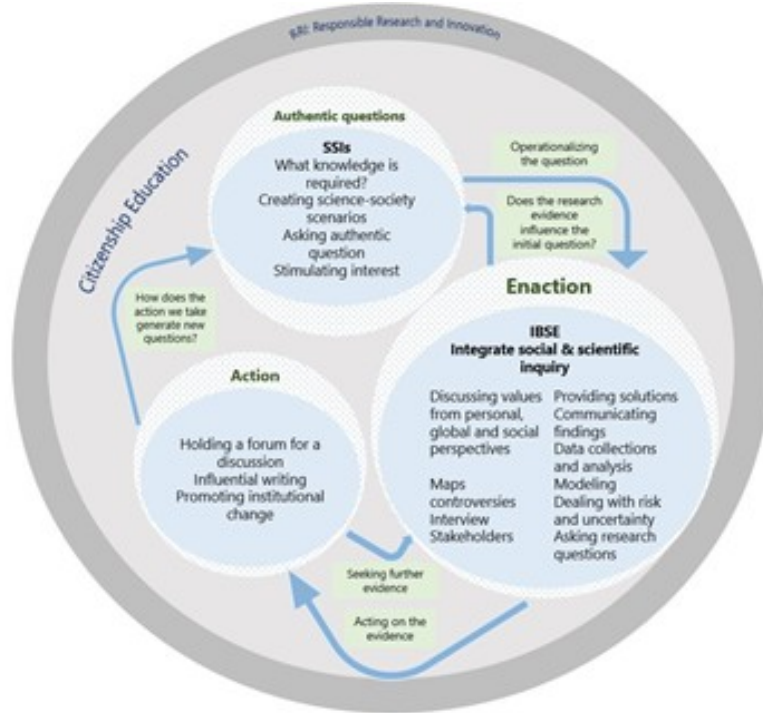 RRI: Responsible Research and Innovation
Citizenship Education
Authentic questions
SSIs
What knowledge is
required?
Creating science-society
scenarios
Asking authentic
question
Stimulating interest
Operationalizing
the question
Does the research
evidence
influence the
initial question?
Enaction
IBSE
Integrate social & scientific
inquiry
Discussing values
from personal,
global and social
perspectives
Maps
controversies
Interview
Stakeholders
Providing solutions
Communicating
findings
Data collections
and analysis
Modeling
Dealing with risk
and uncertainty
Asking research
questions
How does the
action we take
generate new
questions?
Action
Holding a forum for a
discussion
Influential writing
Promoting institutional
change
Seeking further
evidence
Acting on the
evidence